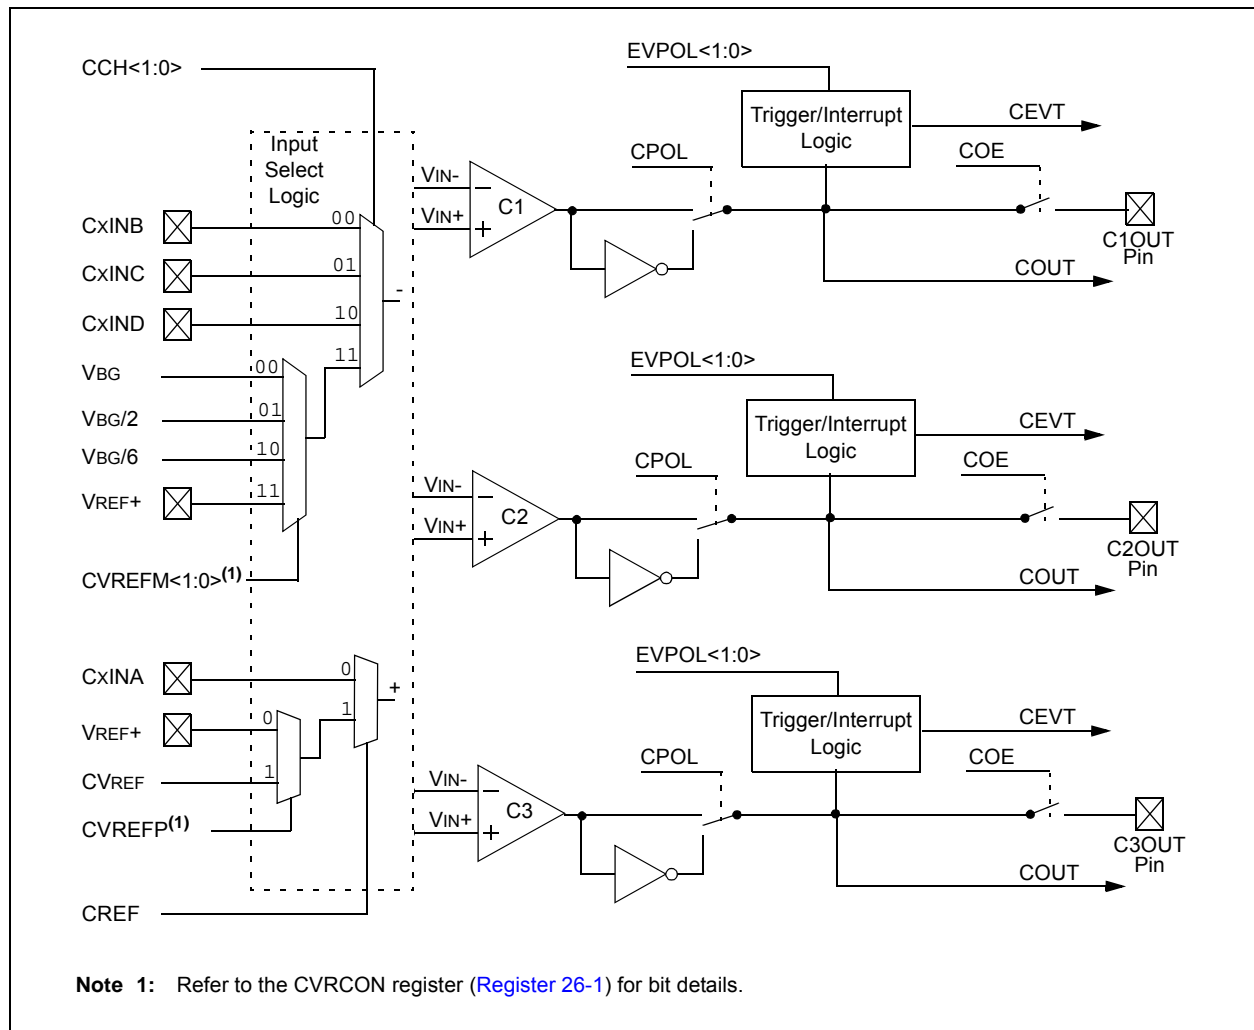 CCH<1:0>
Input
Select
Logic
CxINB
00
CxINC
01
CxIND
10
11
-
VBG
00
VBG/2
01
VBG/6
10
VREF+
11
CVREFM<1:0>(1)
CxINA
0
+
VREF+
0
1
CVREF
1
CVREFP(1)
CREF
EVPOL<1:0>
Trigger/Interrupt
Logic
CEVT
CPOL
COE
VIN-
−
C1
VIN+
+
C1OUT
Pin
COUT
EVPOL<1:0>
Trigger/Interrupt
Logic
CEVT
CPOL
COE
VIN-
−
C2
VIN+
+
C2OUT
Pin
COUT
EVPOL<1:0>
Trigger/Interrupt
Logic
CEVT
CPOL
COE
VIN-
−
C3
VIN+
+
C3OUT
Pin
COUT
Note 1: Refer to the CVRCON register (Register 26-1) for bit details.